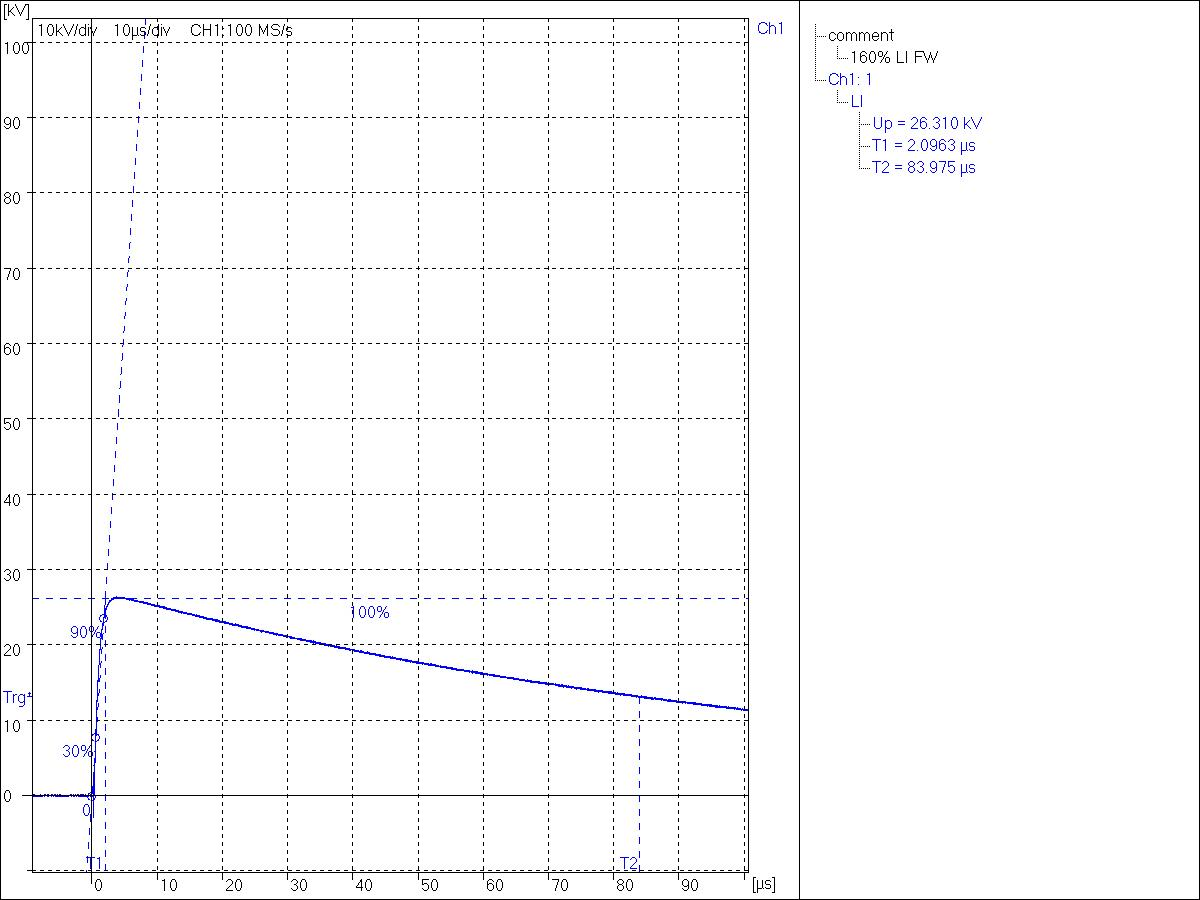 [kV]
10kV/div 10µs/div CH1:100 MS/s
Ch1
100
90
80
70
60
50
40
30
20
10
0
Trg
100%
90%
30%
0
T1
T2
0 10 20 30 40 50 60 70 80 90 [µs]
comment
160% LI FW
Ch1: 1
LI
Up = 26.310 kV
T1 = 2.0963 µs
T2 = 83.975 µs